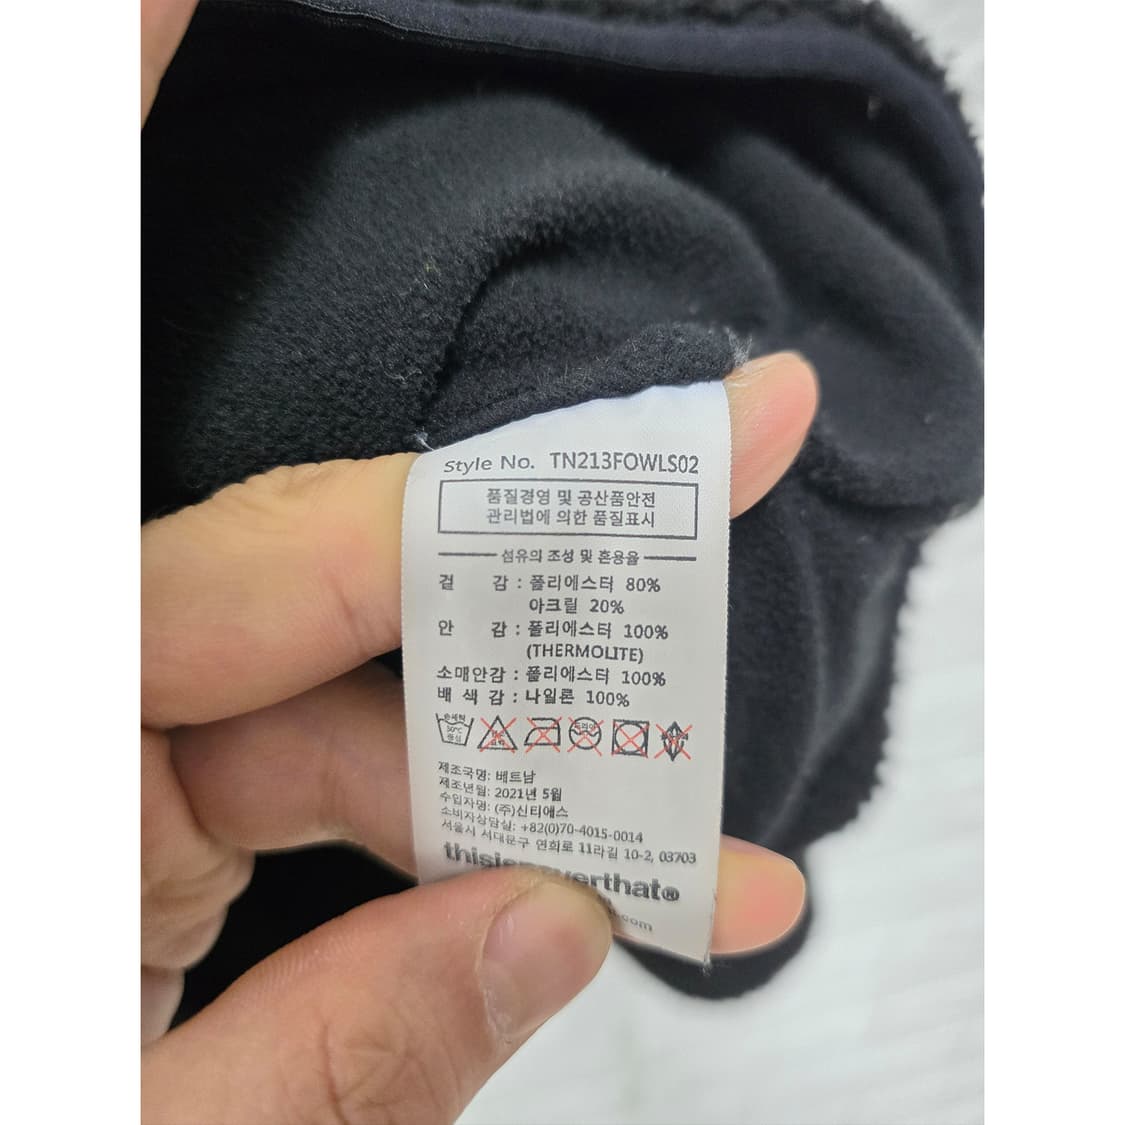 Style No. TN213FOWLS02
품질경영 및 공산품안전
관리법에 의한 품질표시
섬유의 조성 및 혼용율
겉 감 : 폴리에스터 80%
아크릴 20%
안 감 : 폴리에스터 100%
(THERMOLITE)
소매안감 : 폴리에스터 100%
배 색 감 : 나일론 100%
손세탁
30℃
중성
제조국명: 베트남
제조년월: 2021년 5월
수입자명: (주)신티에스
소비자상담실: +82(0)70-4015-0014
서울시 서대문구 연희로 11라길 10-2, 03703